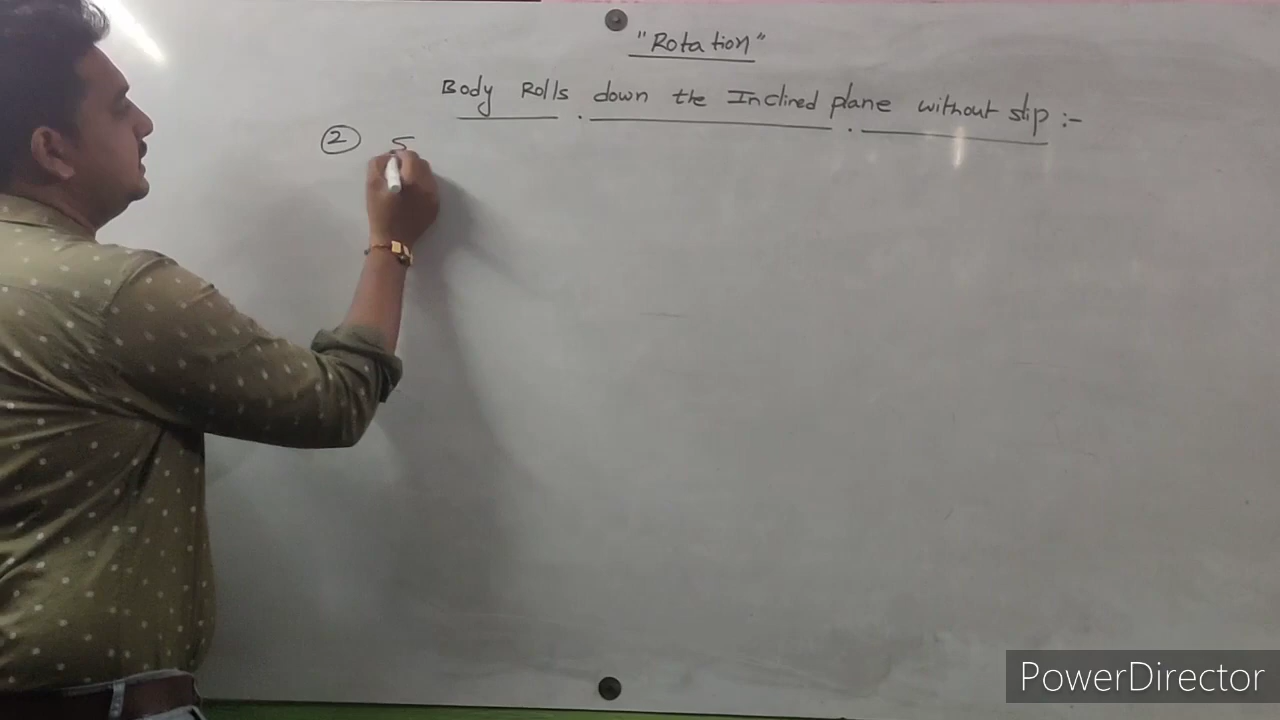 "Rotation"
Body Rolls down the Inclined plane without slip :-
② S
PowerDirector